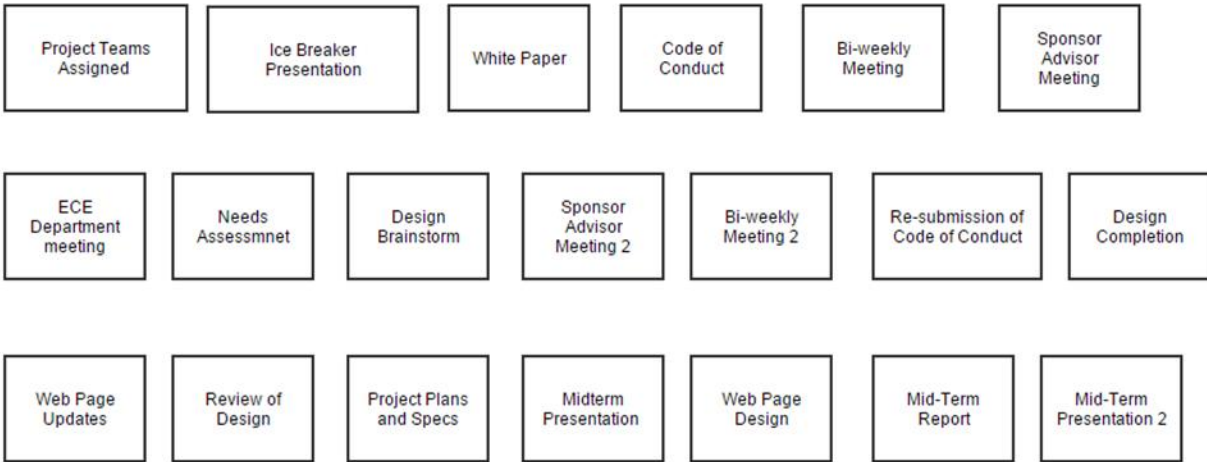 Project Teams
Assigned
Ice Breaker
Presentation
White Paper
Code of
Conduct
Bi-weekly
Meeting
Sponsor
Advisor
Meeting
ECE
Department
meeting
Needs
Assessmnet
Design
Brainstorm
Sponsor
Advisor
Meeting 2
Bi-weekly
Meeting 2
Re-submission of
Code of Conduct
Design
Completion
Web Page
Updates
Review of
Design
Project Plans
and Specs
Midterm
Presentation
Web Page
Design
Mid-Term
Report
Mid-Term
Presentation 2